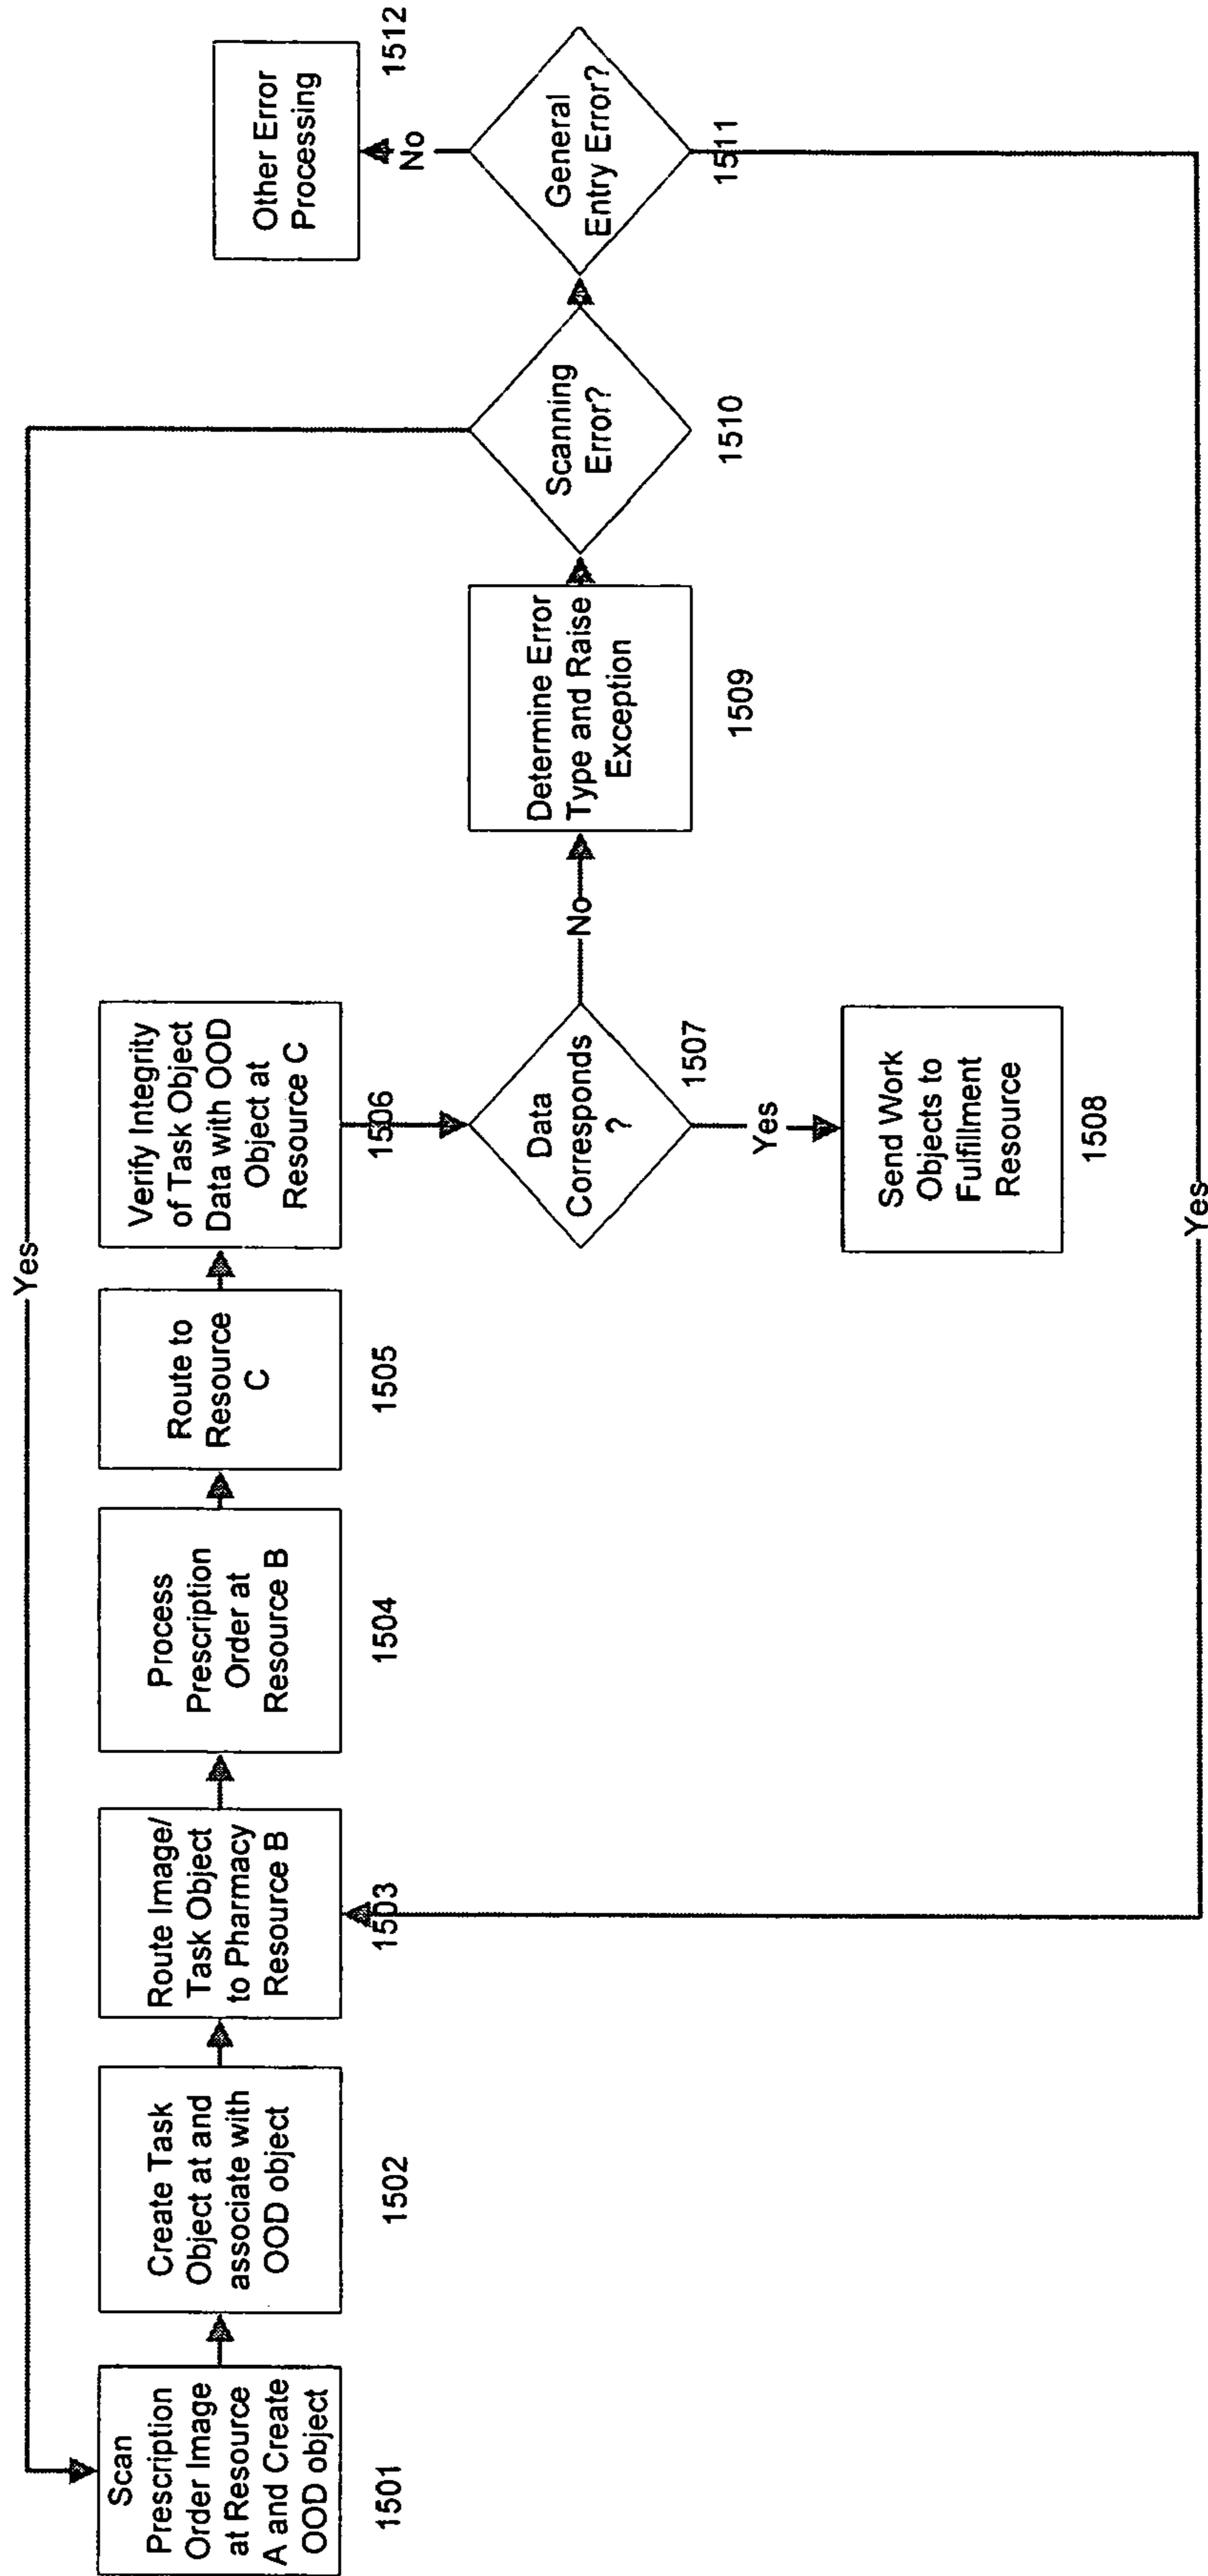 Yes
Scan
Prescription
Order Image
at Resource
A and Create
OOD object
1501
Create Task
Object at and
associate with
OOD object
1502
Route Image/
Task Object
to Pharmacy
Resource B
1503
Process
Prescription
Order at
Resource B
1504
Route to
Resource
C
1505
Verify Integrity
of Task Object
Data with OOD
Object at
Resource C
1506
Data
Corresponds
?
1507
Yes
Send Work
Objects to
Fulfillment
Resource
1508
No
Determine Error
Type and Raise
Exception
1509
Scanning
Error?
1510
General
Entry Error?
1511
No
Other Error
Processing
1512
Yes